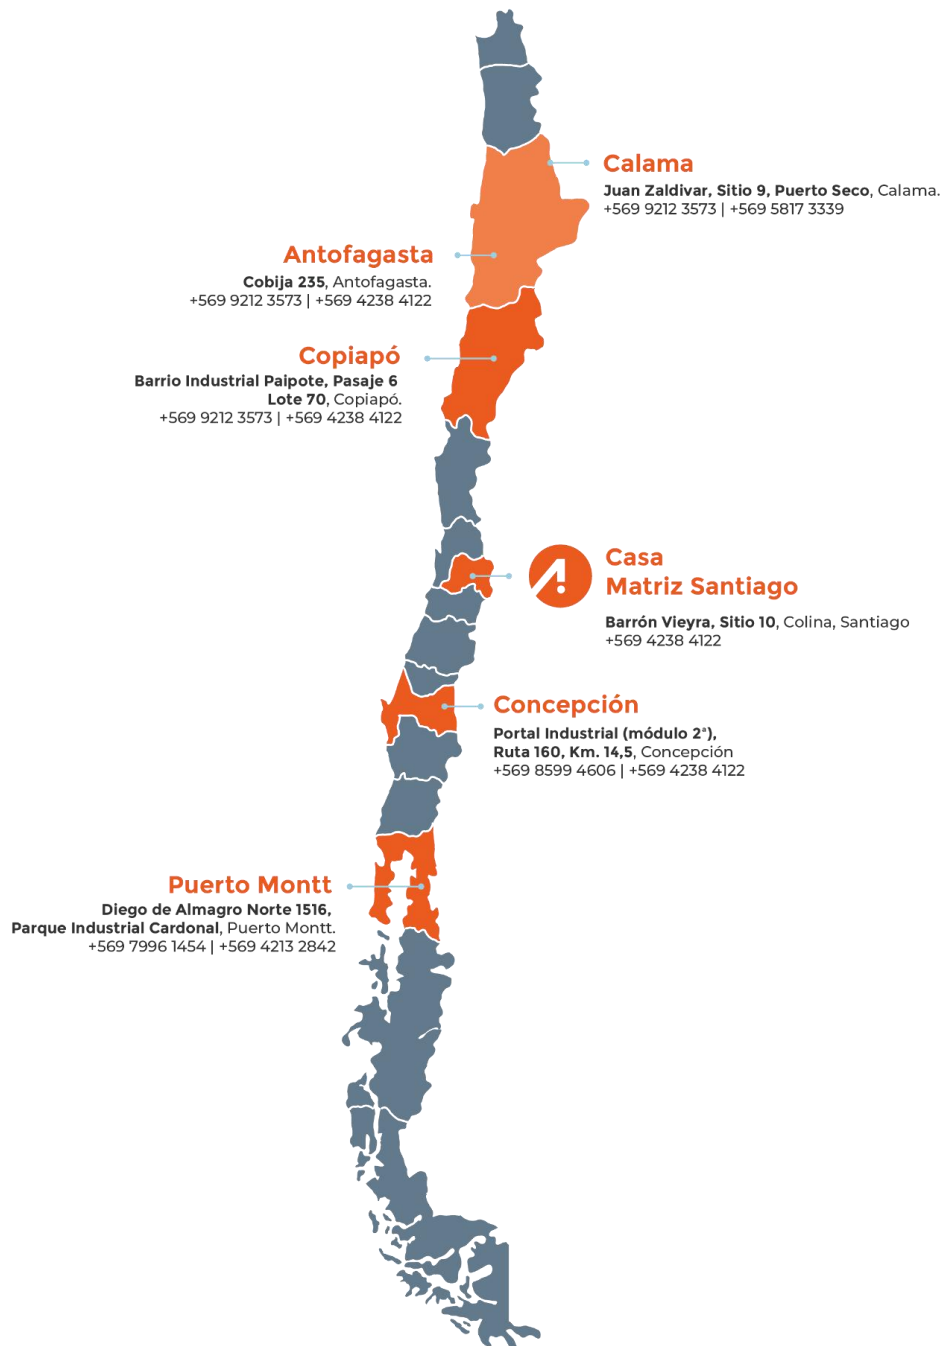 Calama
Juan Zaldivar, Sitio 9, Puerto Seco, Calama.
+569 9212 3573 | +569 5817 3339
Antofagasta
Cobija 235, Antofagasta.
+569 9212 3573 | +569 4238 4122
Copiapó
Barrio Industrial Paipote, Pasaje 6
Lote 70, Copiapó.
+569 9212 3573 | +569 4238 4122
Casa
Matriz Santiago
Barrón Vieyra, Sitio 10, Colina, Santiago
+569 4238 4122
Concepción
Portal Industrial (módulo 2ª),
Ruta 160, Km. 14,5, Concepción
+569 8599 4606 | +569 4238 4122
Puerto Montt
Diego de Almagro Norte 1516,
Parque Industrial Cardonal, Puerto Montt.
+569 7996 1454 | +569 4213 2842